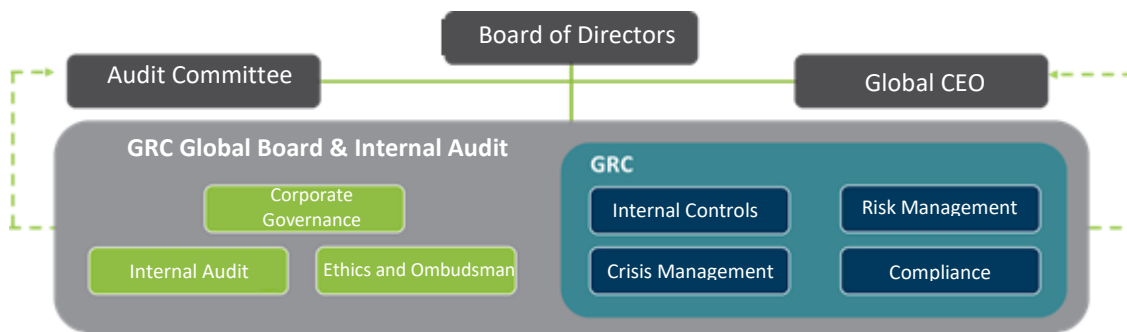 Board of Directors
Audit Committee
Global CEO
GRC Global Board & Internal Audit
GRC
Corporate
Governance
Internal Controls
Risk Management
Internal Audit
Ethics and Ombudsman
Crisis Management
Compliance